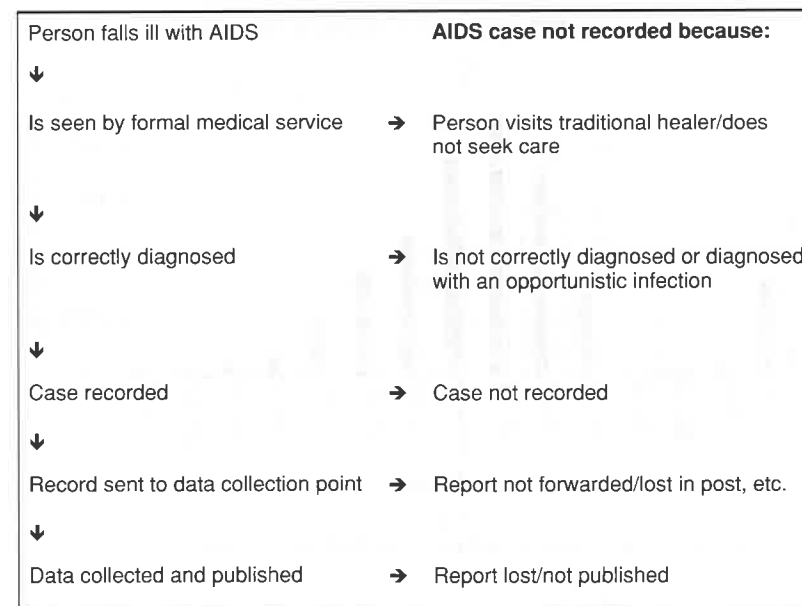 Person falls ill with AIDS AIDS case not recorded because:
↓
Is seen by formal medical service → Person visits traditional healer/does
not seek care
↓
Is correctly diagnosed → Is not correctly diagnosed or diagnosed
with an opportunistic infection
↓
Case recorded → Case not recorded
↓
Record sent to data collection point → Report not forwarded/lost in post, etc.
↓
Data collected and published → Report lost/not published